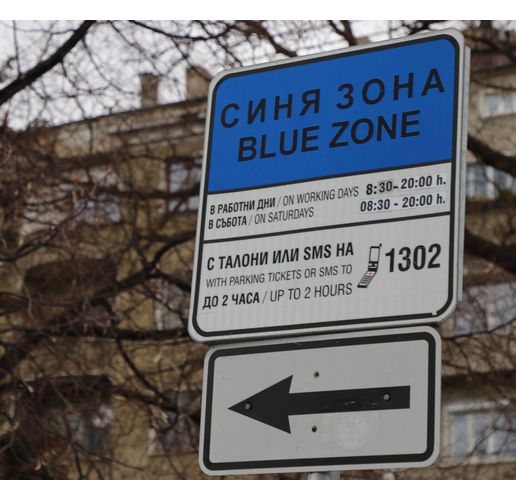 СИНЯ ЗОНА
BLUE ZONE
В РАБОТНИ ДНИ / ON WORKING DAYS 8:30-20:00 h.
В СЪБОТА / ON SATURDAYS 08:30 - 20:00 h.
С ТАЛОНИ ИЛИ SMS НА 1302
WITH PARKING TICKETS OR SMS TO
ДО 2 ЧАСА / UP TO 2 HOURS